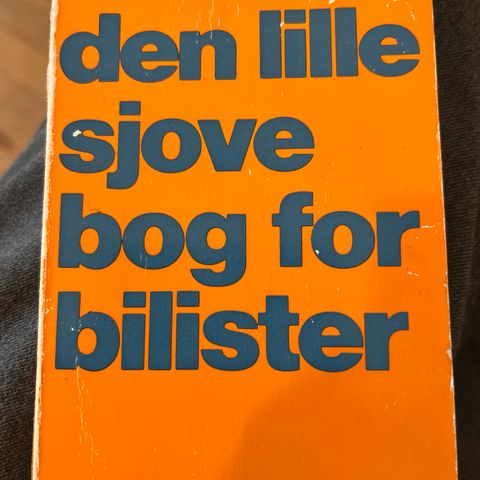 den lille
sjove
bog for
bilister